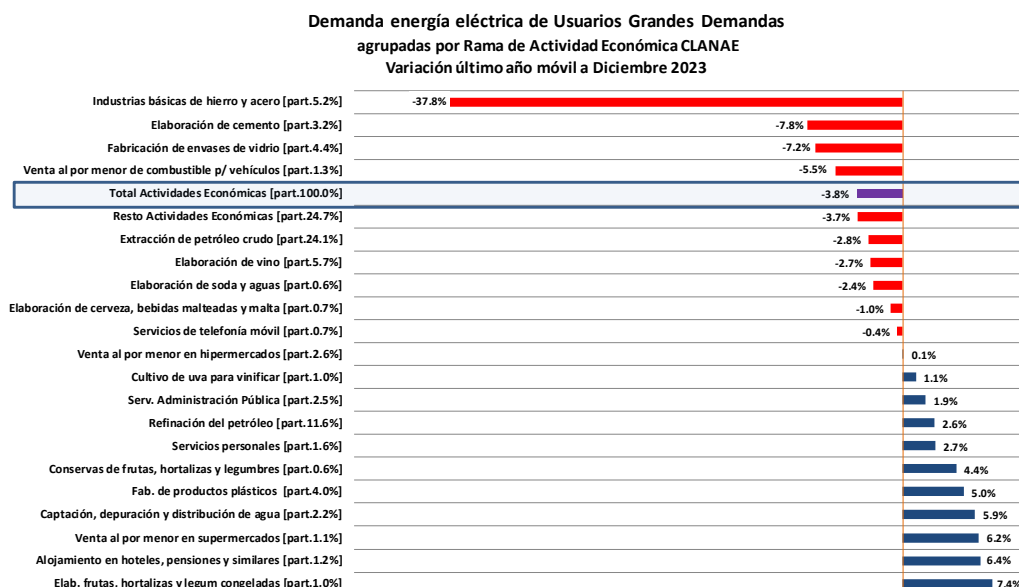 Demanda energía eléctrica de Usuarios Grandes Demandas
agrupadas por Rama de Actividad Económica CLANAE
Variación último año móvil a Diciembre 2023
Industrias básicas de hierro y acero [part.5.2%] -37.8%
Elaboración de cemento [part.3.2%] -7.8%
Fabricación de envases de vidrio [part.4.4%] -7.2%
Venta al por menor de combustible p/ vehículos [part.1.3%] -5.5%
Total Actividades Económicas [part.100.0%] -3.8%
Resto Actividades Económicas [part.24.7%] -3.7%
Extracción de petróleo crudo [part.24.1%] -2.8%
Elaboración de vino [part.5.7%] -2.7%
Elaboración de soda y aguas [part.0.6%] -2.4%
Elaboración de cerveza, bebidas malteadas y malta [part.0.7%] -1.0%
Servicios de telefonía móvil [part.0.7%] -0.4%
Venta al por menor en hipermercados [part.2.6%] 0.1%
Cultivo de uva para vinificar [part.1.0%] 1.1%
Serv. Administración Pública [part.2.5%] 1.9%
Refinación del petróleo [part.11.6%] 2.6%
Servicios personales [part.1.6%] 2.7%
Conservas de frutas, hortalizas y legumbres [part.0.6%] 4.4%
Fab. de productos plásticos [part.4.0%] 5.0%
Captación, depuración y distribución de agua [part.2.2%] 5.9%
Venta al por menor en supermercados [part.1.1%] 6.2%
Alojamiento en hoteles, pensiones y similares [part.1.2%] 6.4%
Elab. frutas, hortalizas y legum congeladas [part.1.0%] 7.4%